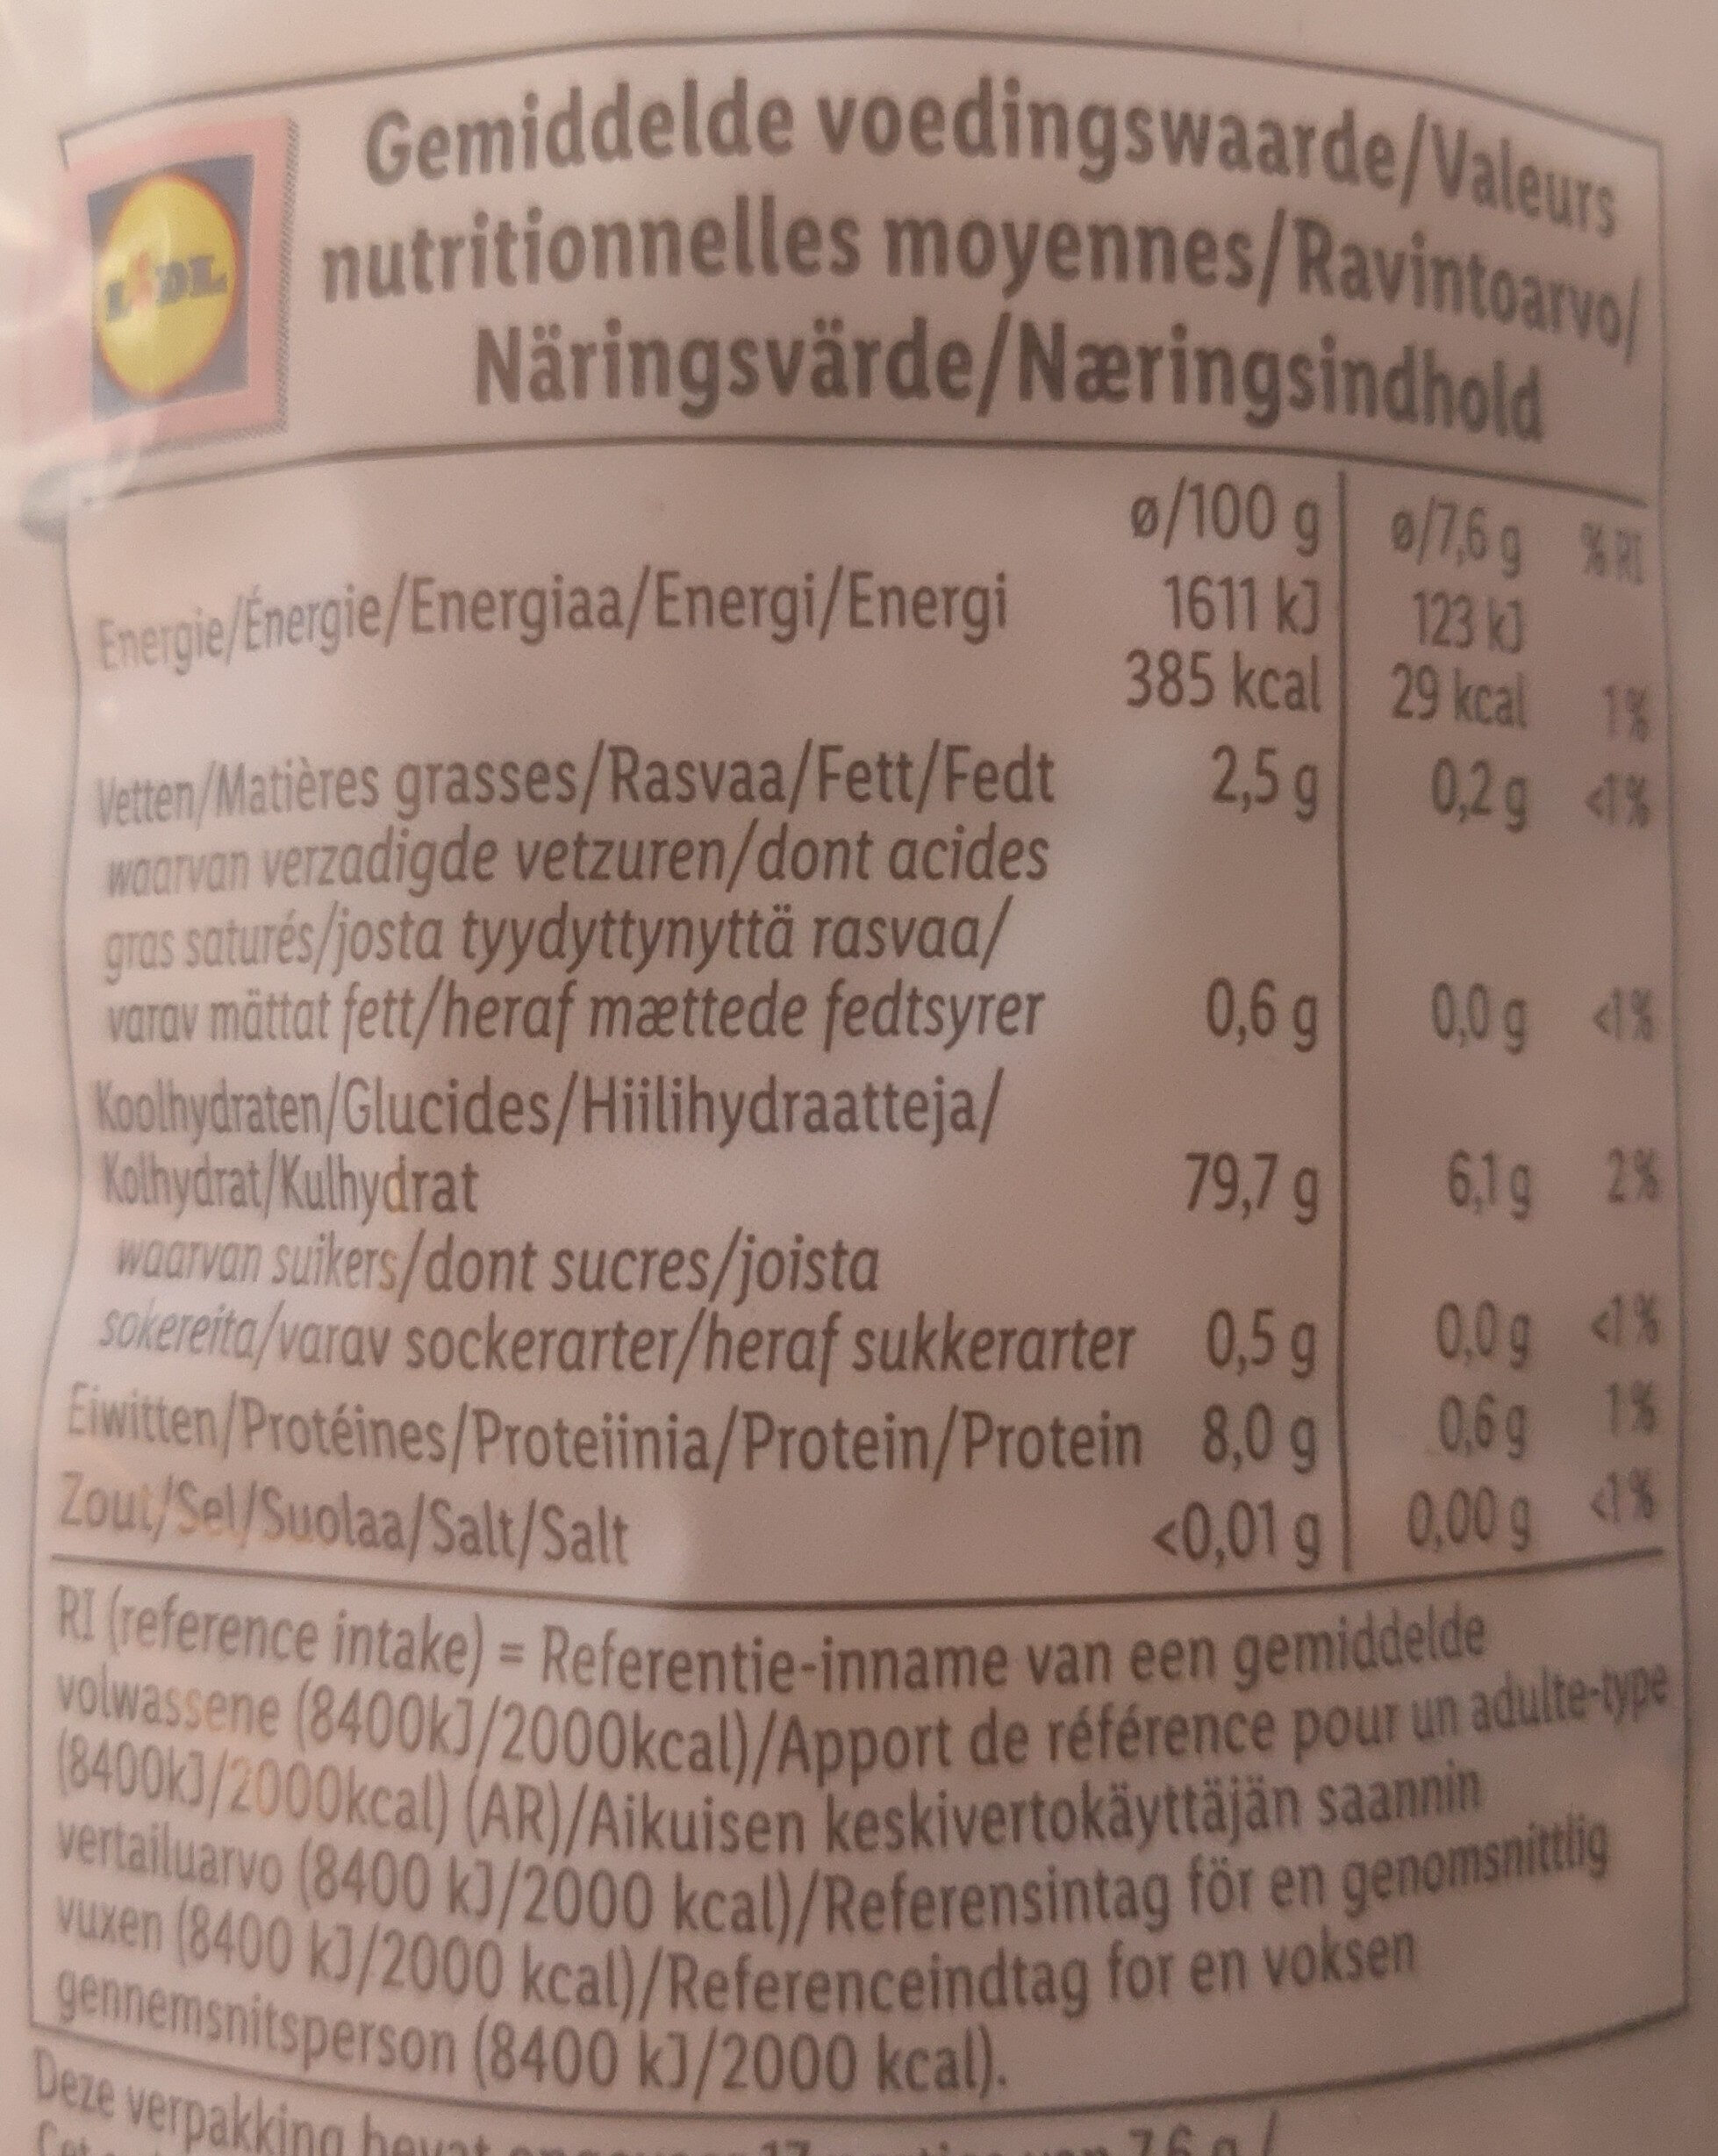 LIDL
Gemiddelde voedingswaarde/Valeurs
nutritionnelles moyennes/Ravintoarvo/
Näringsvärde/Næringsindhold
ø/100 g ø/7,6 g % RI
Energie/Énergie/Energiaa/Energi/Energi 1611 kJ 123 kJ
385 kcal 29 kcal 1%
Vetten/Matières grasses/Rasvaa/Fett/Fedt 2,5 g 0,2 g <1%
waarvan verzadigde vetzuren/dont acides
gras saturés/josta tyydyttynyttä rasvaa/
varav mättat fett/heraf mættede fedtsyrer 0,6 g 0,0 g <1%
Koolhydraten/Glucides/Hiilihydraatteja/
Kolhydrat/Kulhydrat 79,7 g 6,1 g 2%
waarvan suikers/dont sucres/joista
sokereita/varav sockerarter/heraf sukkerarter 0,5 g 0,0 g <1%
Eiwitten/Protéines/Proteiinia/Protein/Protein 8,0 g 0,6 g 1%
Zout/Sel/Suolaa/Salt/Salt <0,01 g 0,00 g <1%
RI (reference intake) = Referentie-inname van een gemiddelde
volwassene (8400kJ/2000kcal)/Apport de référence pour un adulte-type
(8400kJ/2000kcal) (AR)/Aikuisen keskivertokäyttäjän saannin
vertailuarvo (8400 kJ/2000 kcal)/Referensintag för en genomsnittlig
vuxen (8400 kJ/2000 kcal)/Referenceindtag for en voksen
gennemsnitsperson (8400 kJ/2000 kcal).
Deze verpakking bevat 17 7,6 g/